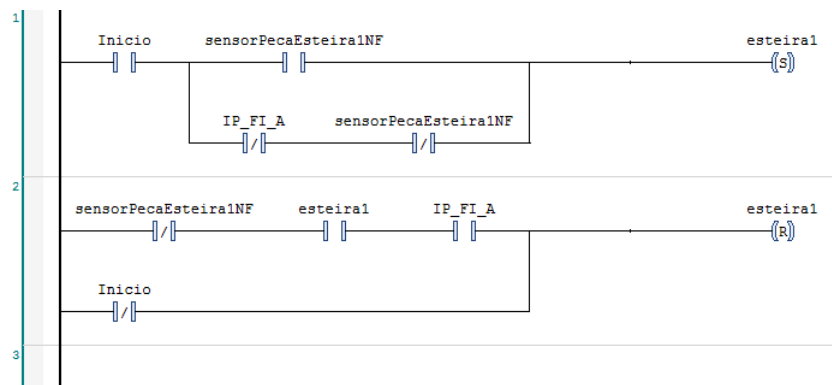 1
Inicio sensorPecaEsteira1NF esteira1
S
IP_FI_A sensorPecaEsteira1NF
/ /
2
sensorPecaEsteira1NF esteira1 IP_FI_A esteira1
/ R
Inicio
/
3